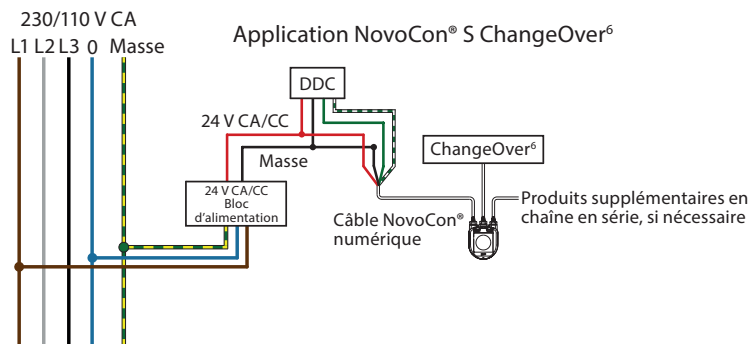 230/110 V CA
L1 L2 L3 0 Masse
Application NovoCon® S ChangeOver⁶
DDC
24 V CA/CC
Masse
ChangeOver⁶
24 V CA/CC
Bloc
d'alimentation
Câble NovoCon®
numérique
Produits supplémentaires en
chaîne en série, si nécessaire